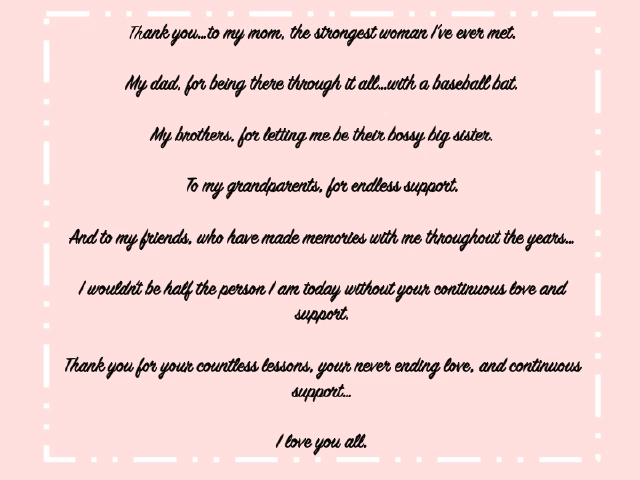 Thank you...to my mom, the strongest woman I've ever met.
My dad, for being there through it all...with a baseball bat.
My brothers, for letting me be their bossy big sister.
To my grandparents, for endless support.
And to my friends, who have made memories with me throughout the years...
I wouldn't be half the person I am today without your continuous love and
support.
Thank you for your countless lessons, your never ending love, and continuous
support...
I love you all.